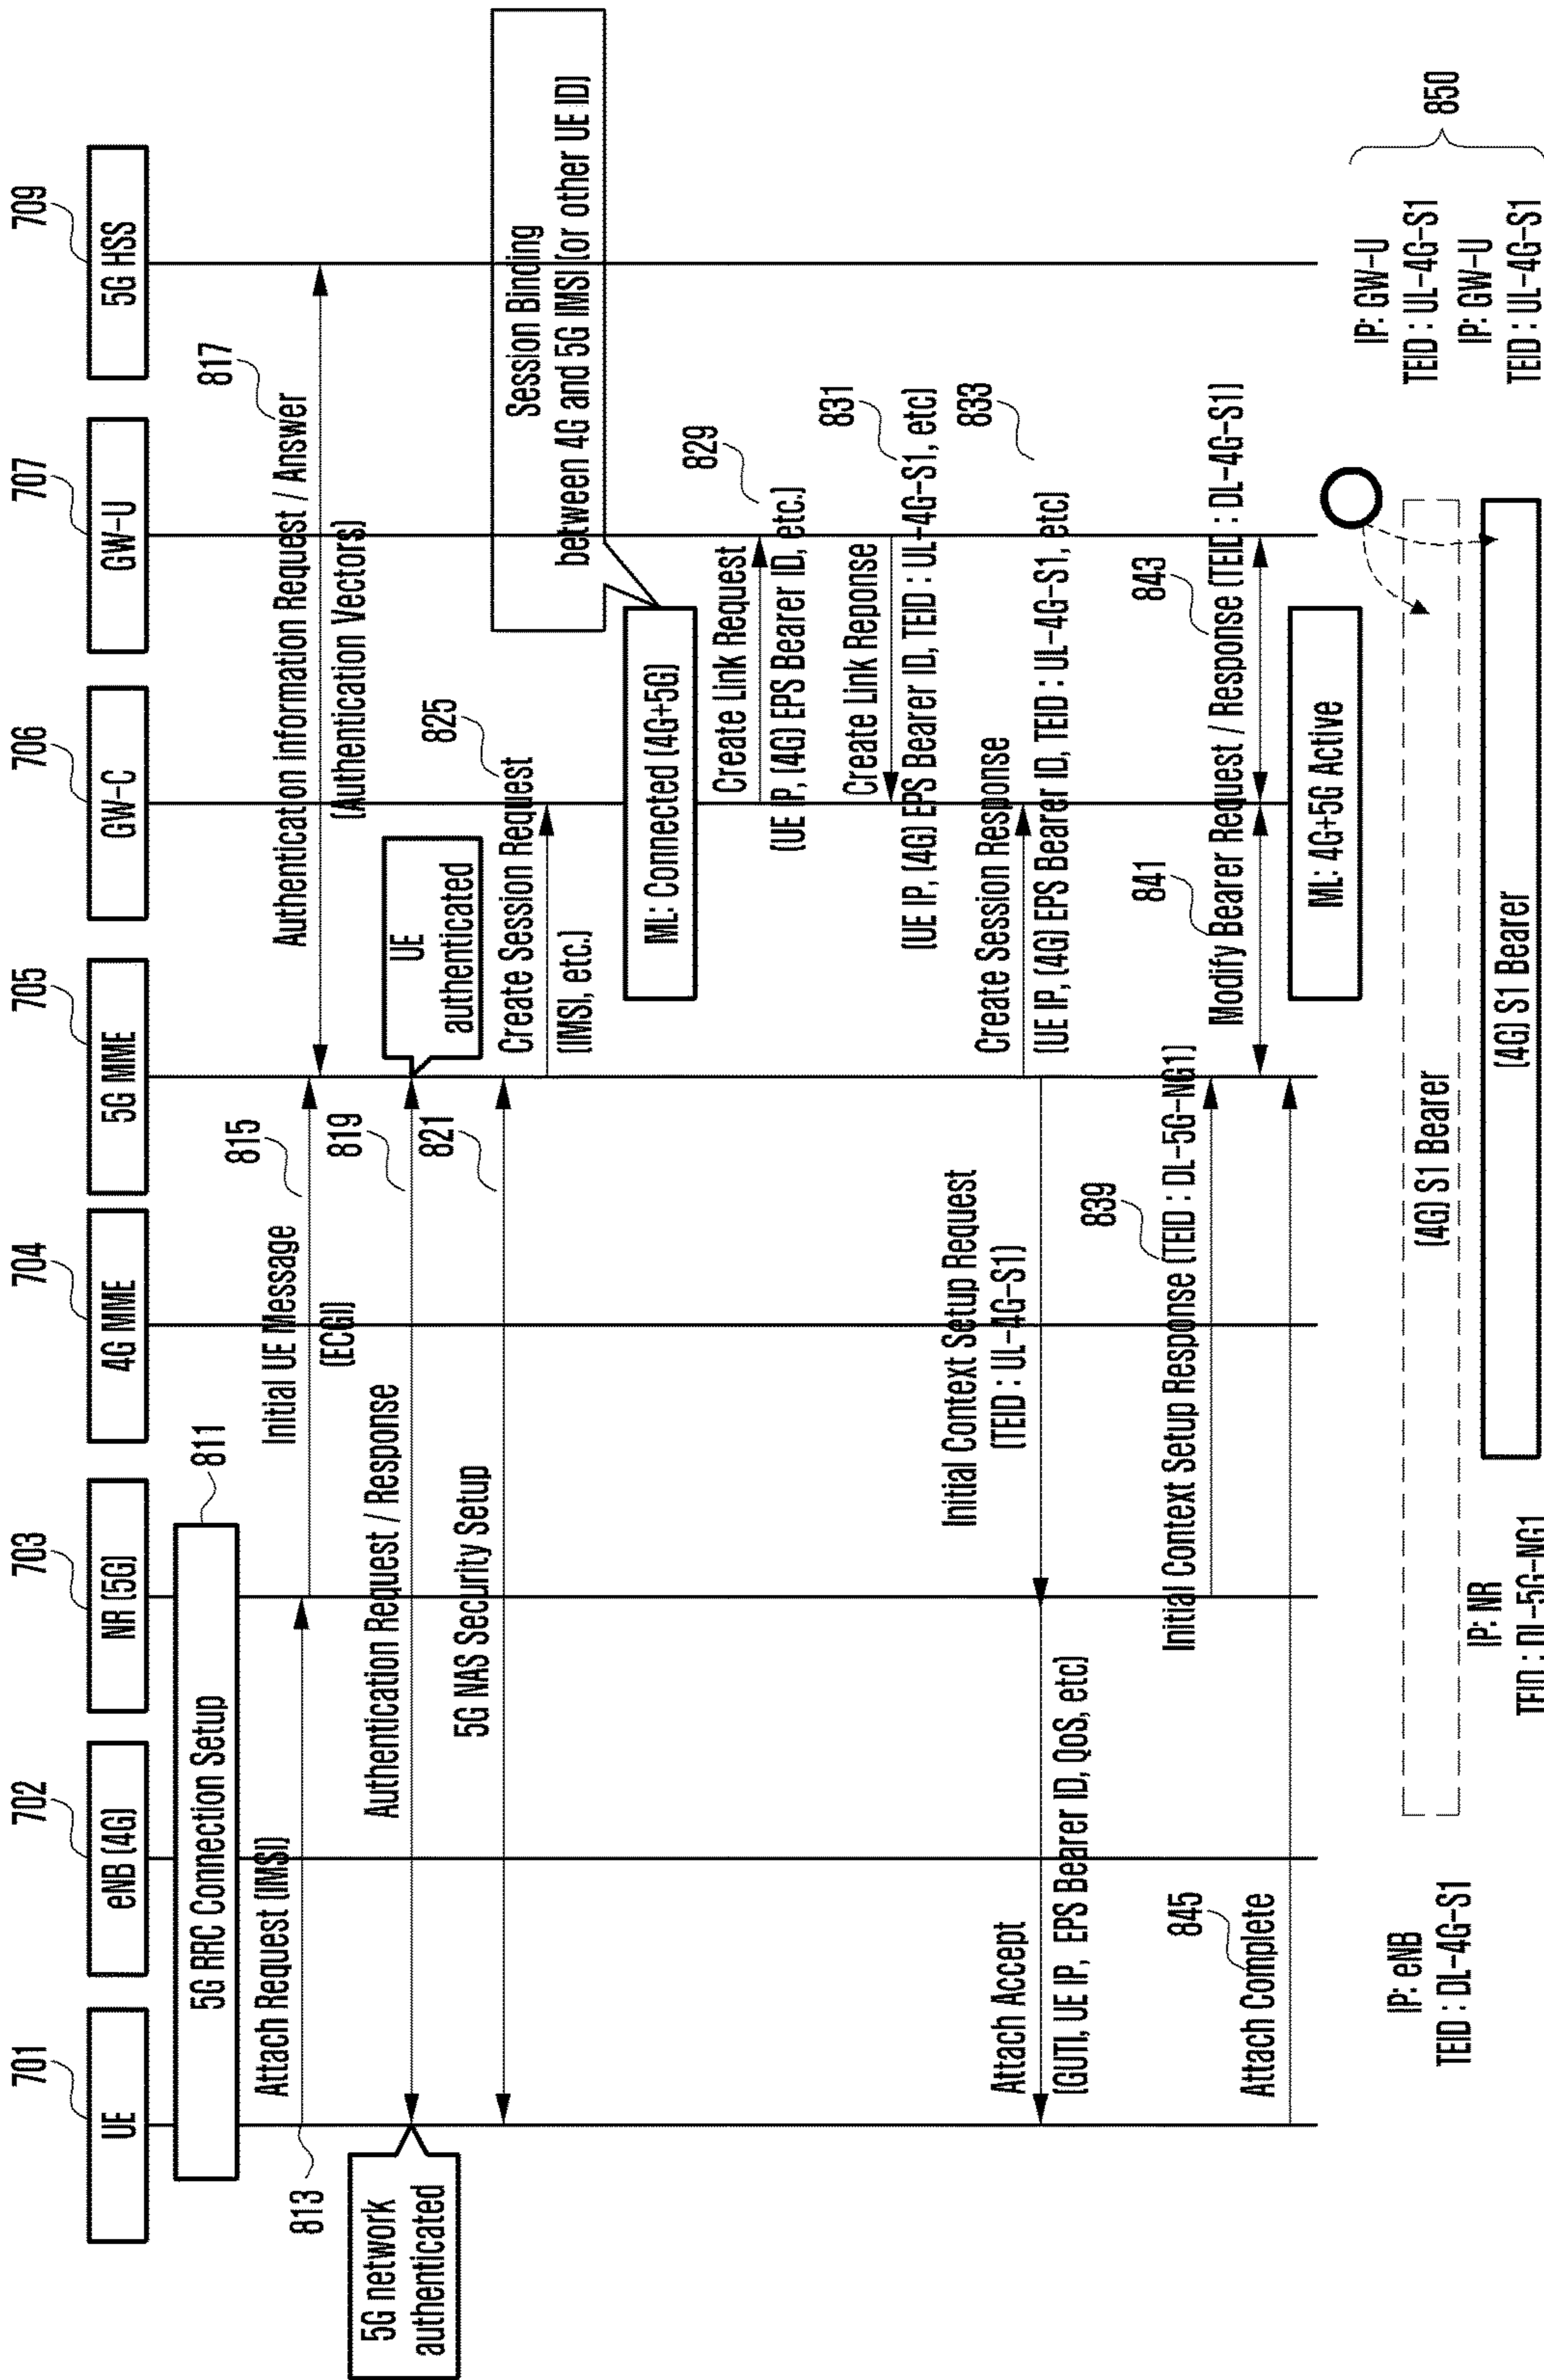 701
702
703
704
705
706
707
709
UE
eNB (4G)
NR (5G)
4G MME
5G MME
GW-C
GW-U
5G HSS
5G RRC Connection Setup
811
Attach Request (IMSI)
813
Initial UE Message
(ECGI)
815
Authentication information Request / Answer
(Authentication Vectors)
817
5G network
authenticated
Authentication Request / Response
819
UE
authenticated
5G NAS Security Setup
821
Create Session Request
(IMSI, etc.)
825
Session Binding
between 4G and 5G IMSI (or other UE ID)
ML: Connected (4G+5G)
Create Link Request
(UE IP, (4G) EPS Bearer ID, etc.)
829
Create Link Reponse
(UE IP, (4G) EPS Bearer ID, TEID : UL-4G-S1, etc)
831
Create Session Response
(UE IP, (4G) EPS Bearer ID, TEID : UL-4G-S1, etc)
833
Initial Context Setup Request
(TEID : UL-4G-S1)
Attach Accept
(GUTI, UE IP, EPS Bearer ID, QoS, etc)
Initial Context Setup Response (TEID : DL-5G-NG1)
839
Modify Bearer Request / Response (TEID : DL-4G-S1)
841
843
Attach Complete
845
ML: 4G+5G Active
IP: eNB
TEID : DL-4G-S1
(4G) S1 Bearer
IP: GW-U
TEID : UL-4G-S1
IP: NR
TEID : DL-5G-NG1
(4G) S1 Bearer
IP: GW-U
TEID : UL-4G-S1
850